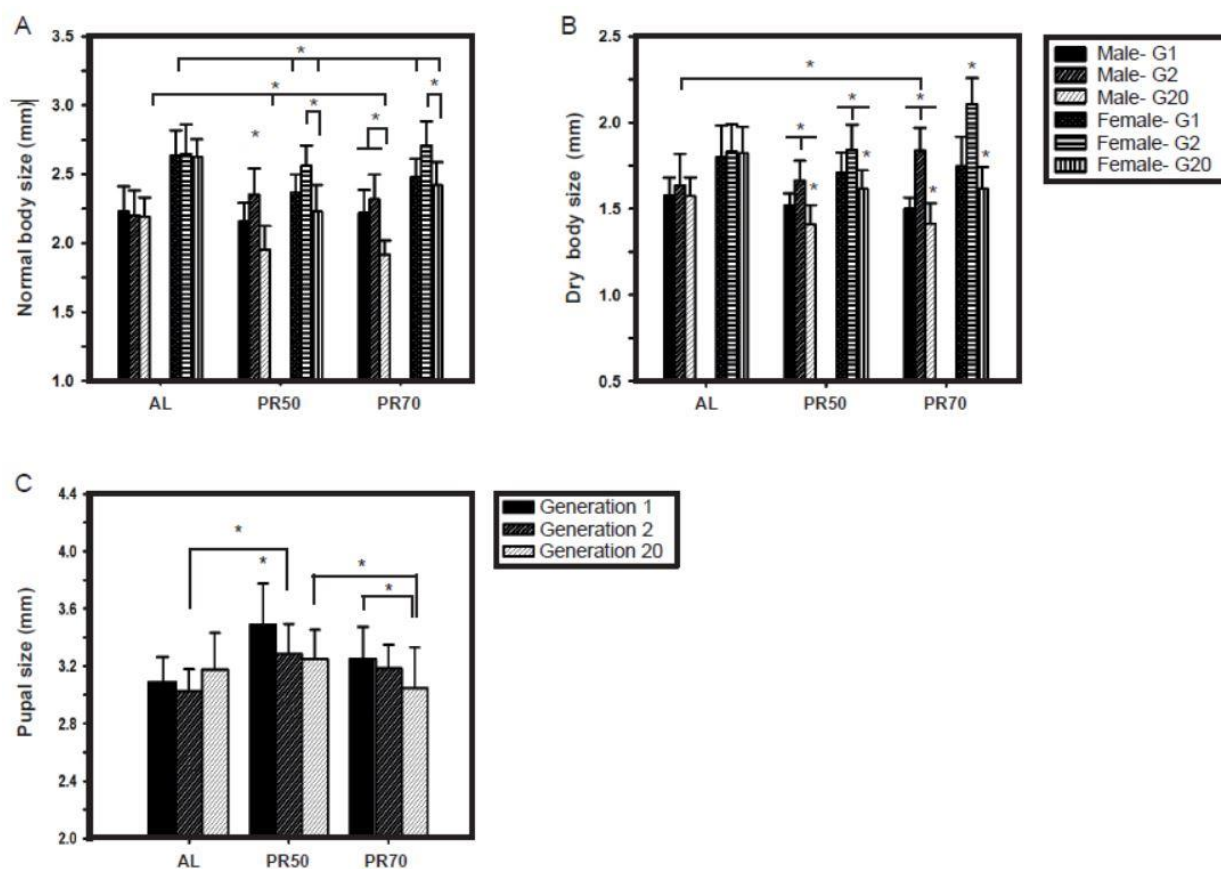 A
Normal body size (mm)
3.5
3.0
2.5
2.0
1.5
1.0
* * * * *
AL PR50 PR70
B
Dry body size (mm)
2.5
2.0
1.5
1.0
0.5
* * * * * * * * *
AL PR50 PR70
Male- G1
Male- G2
Male- G20
Female- G1
Female- G2
Female- G20
C
Pupal size (mm)
4.4
4.0
3.6
3.2
2.8
2.4
2.0
* * * *
AL PR50 PR70
Generation 1
Generation 2
Generation 20